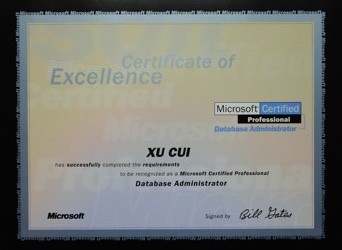 Certificate of
Excellence
Microsoft Certified
Professional
Database Administrator
XU CUI
has successfully completed the requirements
to be recognized as a Microsoft Certified Professional
Database Administrator
Microsoft
Signed by Bill Gates